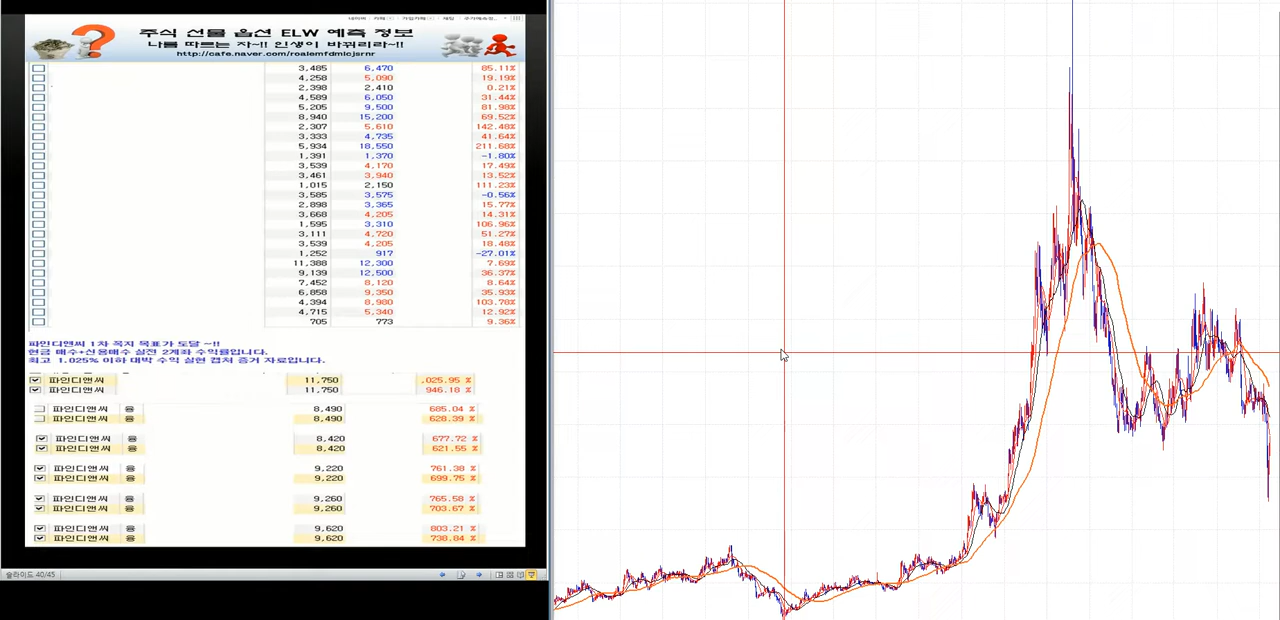 주식 선물 옵션 ELW 예측 정보
나를 따르는 자~!! 인생이 바뀌리라~!!
http://cafe.naver.com/roalemfdmlcjsrnr
3,485 6,470 85.11%
4,258 5,090 19.19%
2,398 2,410 0.21%
4,589 6,050 31.44%
5,205 9,500 81.98%
8,940 15,200 69.52%
2,307 5,610 142.48%
3,333 4,735 41.64%
5,934 18,550 211.68%
1,391 1,370 -1.80%
3,539 4,170 17.49%
3,461 3,940 13.52%
1,015 2,150 111.23%
3,585 3,575 -0.56%
2,898 3,365 15.77%
3,668 4,205 14.31%
1,595 3,310 106.96%
3,111 4,720 51.27%
3,539 4,205 18.48%
1,252 917 -27.01%
11,388 12,300 7.69%
9,139 12,500 36.37%
7,452 8,120 8.64%
6,858 9,350 35.93%
4,394 8,980 103.78%
4,715 5,340 12.92%
705 773 9.36%
파인디앤씨 1차 목지 목표가 도달 ~!!
현금 매수+신용매수 실전 2계좌 수익률입니다.
최고 1,025% 이하 대박 수익 실현 캡처 증거 자료입니다.
파인디앤씨 11,750 ,025.95 %
파인디앤씨 11,750 946.18 %
파인디앤씨 융 8,490 685.04 %
파인디앤씨 융 8,490 628.39 %
파인디앤씨 융 8,420 677.72 %
파인디앤씨 융 8,420 621.55 %
파인디앤씨 융 9,220 761.38 %
파인디앤씨 융 9,220 699.75 %
파인디앤씨 융 9,260 765.58 %
파인디앤씨 융 9,260 703.67 %
파인디앤씨 융 9,620 803.21 %
파인디앤씨 융 9,620 738.84 %
슬라이드 40/45